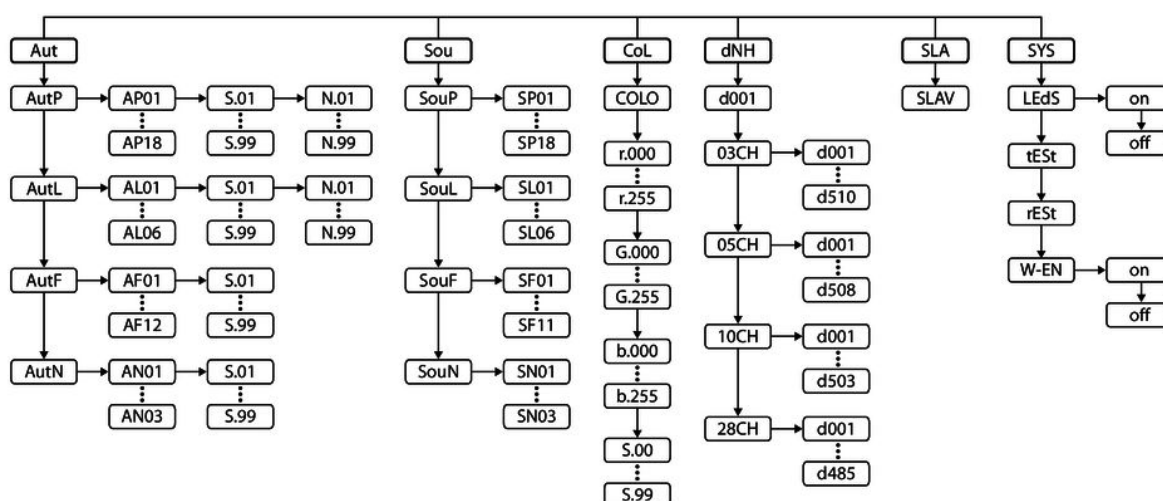 Aut
Sou
CoL
dNH
SLA
SYS
AutP
AP01
S.01
N.01
SouP
SP01
COLO
d001
SLAV
LEdS
on
AP18
S.99
N.99
SP18
off
r.000
03CH
d001
tESt
AutL
AL01
S.01
N.01
SouL
SL01
r.255
d510
AL06
S.99
N.99
SL06
rESt
G.000
05CH
d001
AutF
AF01
S.01
SouF
SF01
W-EN
on
G.255
d508
AF12
S.99
SF11
off
b.000
10CH
d001
AutN
AN01
S.01
SouN
SN01
b.255
d503
AN03
S.99
SN03
28CH
d001
S.00
d485
S.99